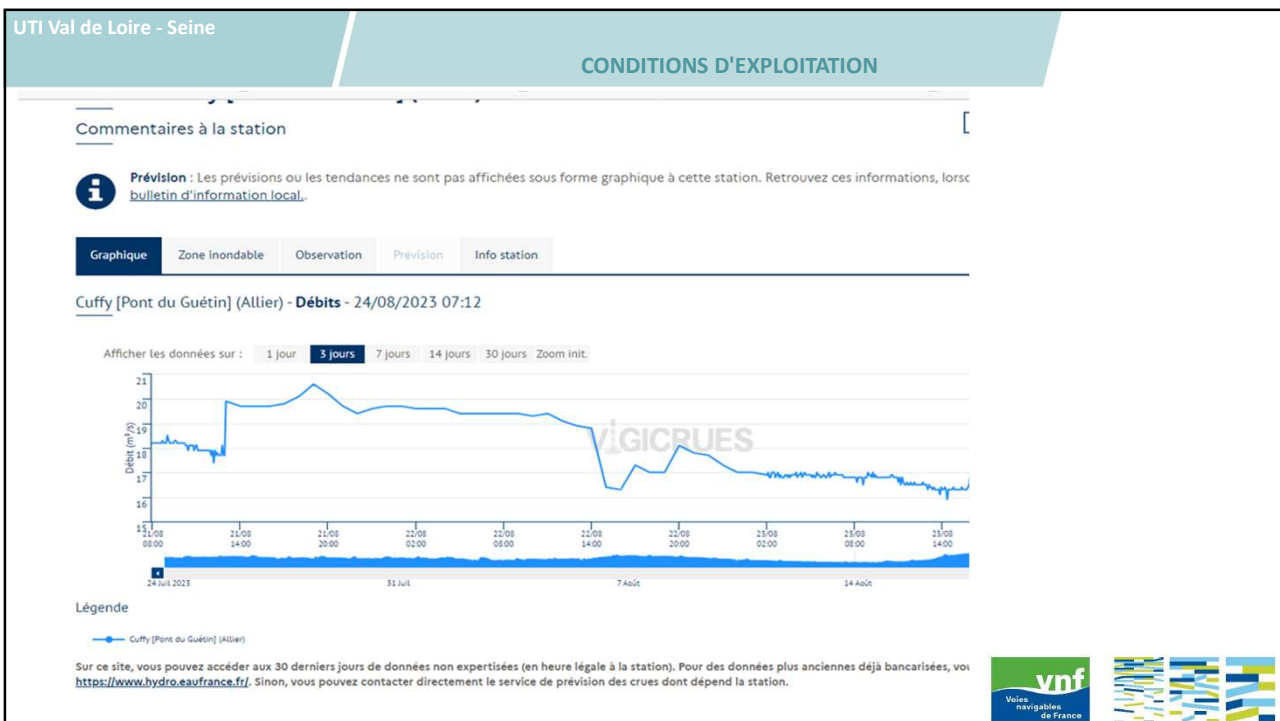 UTI Val de Loire - Seine
CONDITIONS D'EXPLOITATION
Commentaires à la station
Prévision : Les prévisions ou les tendances ne sont pas affichées sous forme graphique à cette station. Retrouvez ces informations, lorsc
bulletin d'information local..
Graphique Zone inondable Observation Prévision Info station
Cuffy [Pont du Guétin] (Allier) - Débits - 24/08/2023 07:12
Afficher les données sur : 1 jour 3 jours 7 jours 14 jours 30 jours Zoom init.
Débit (m³/s)
21
20
19
18
17
16
15
VIGICRUES
21/08 21/08 21/08 22/08 22/08 22/08 22/08 23/08 23/08 23/08
08:00 14:00 20:00 02:00 08:00 14:00 20:00 02:00 08:00 14:00
24 Juil 2023 31 Juil 7 Août 14 Août
Légende
Cuffy [Pont du Guétin] (Allier)
Sur ce site, vous pouvez accéder aux 30 derniers jours de données non expertisées (en heure légale à la station). Pour des données plus anciennes déjà bancarisées, vou
https://www.hydro.eaufrance.fr/. Sinon, vous pouvez contacter directement le service de prévision des crues dont dépend la station.
vnf
Voies
navigables
de France